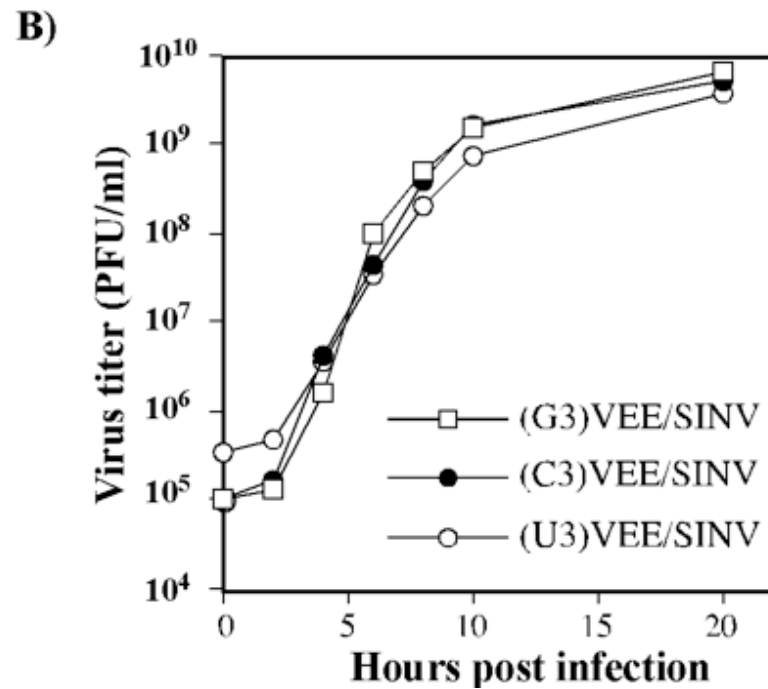 B)
Virus titer (PFU/ml)
10¹⁰
10⁹
10⁸
10⁷
10⁶
10⁵
10⁴
(G3)VEE/SINV
(C3)VEE/SINV
(U3)VEE/SINV
0 5 10 15 20
Hours post infection